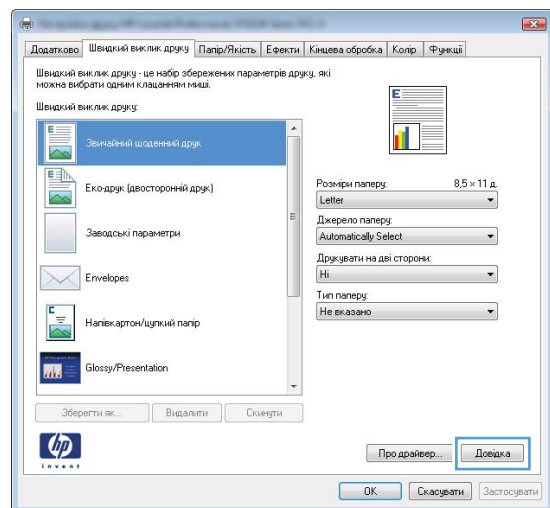 Додатково Швидкий виклик друку Папір/Якість Ефекти Кінцева обробка Колір Функції
Швидкий виклик друку - це набір збережених параметрів друку, які
можна вибрати одним клацанням миші.
Швидкий виклик друку:
Звичайний щоденний друк
Еко-друк (двосторонній друк)
Заводські параметри
Envelopes
Напівкартон/цупкий папір
Glossy/Presentation
Зберегти як... Видалити Скинути
Розміри паперу: 8,5 × 11 д.
Letter
Джерело паперу:
Automatically Select
Друкувати на дві сторони:
Ні
Тип паперу:
Не вказано
hp
invent
Про драйвер... Довідка
OK Скасувати Застосувати